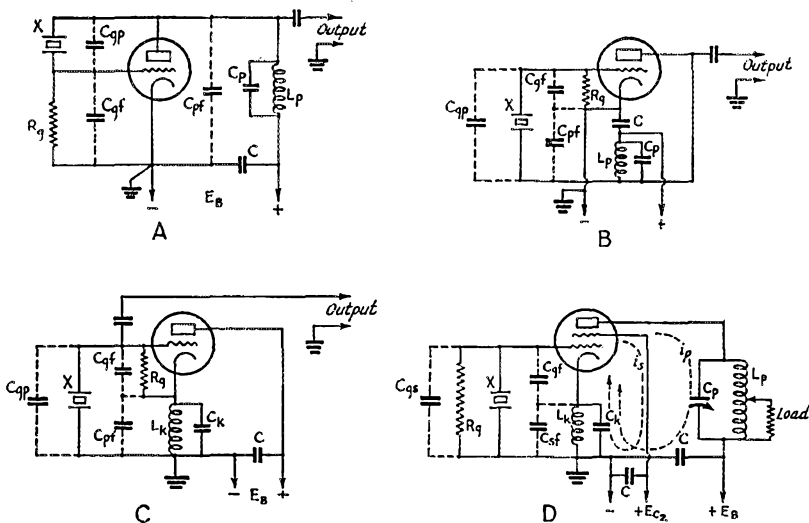 X
Cgp
Cgf
Rg
Cpf
Cp
Lp
Output
C
−
EB
+
A
Cgp
X
Cgf
Cpf
Rg
C
Lp
Cp
Output
−
+
B
Cgp
X
Cgf
Cpf
Rg
Lk
Ck
C
Output
−
EB
+
C
Cgs
Rg
X
Cgf
Csf
Lk
Ck
is
ip
Cp
Lp
Load
C
C
−
+EC2
+EB
D